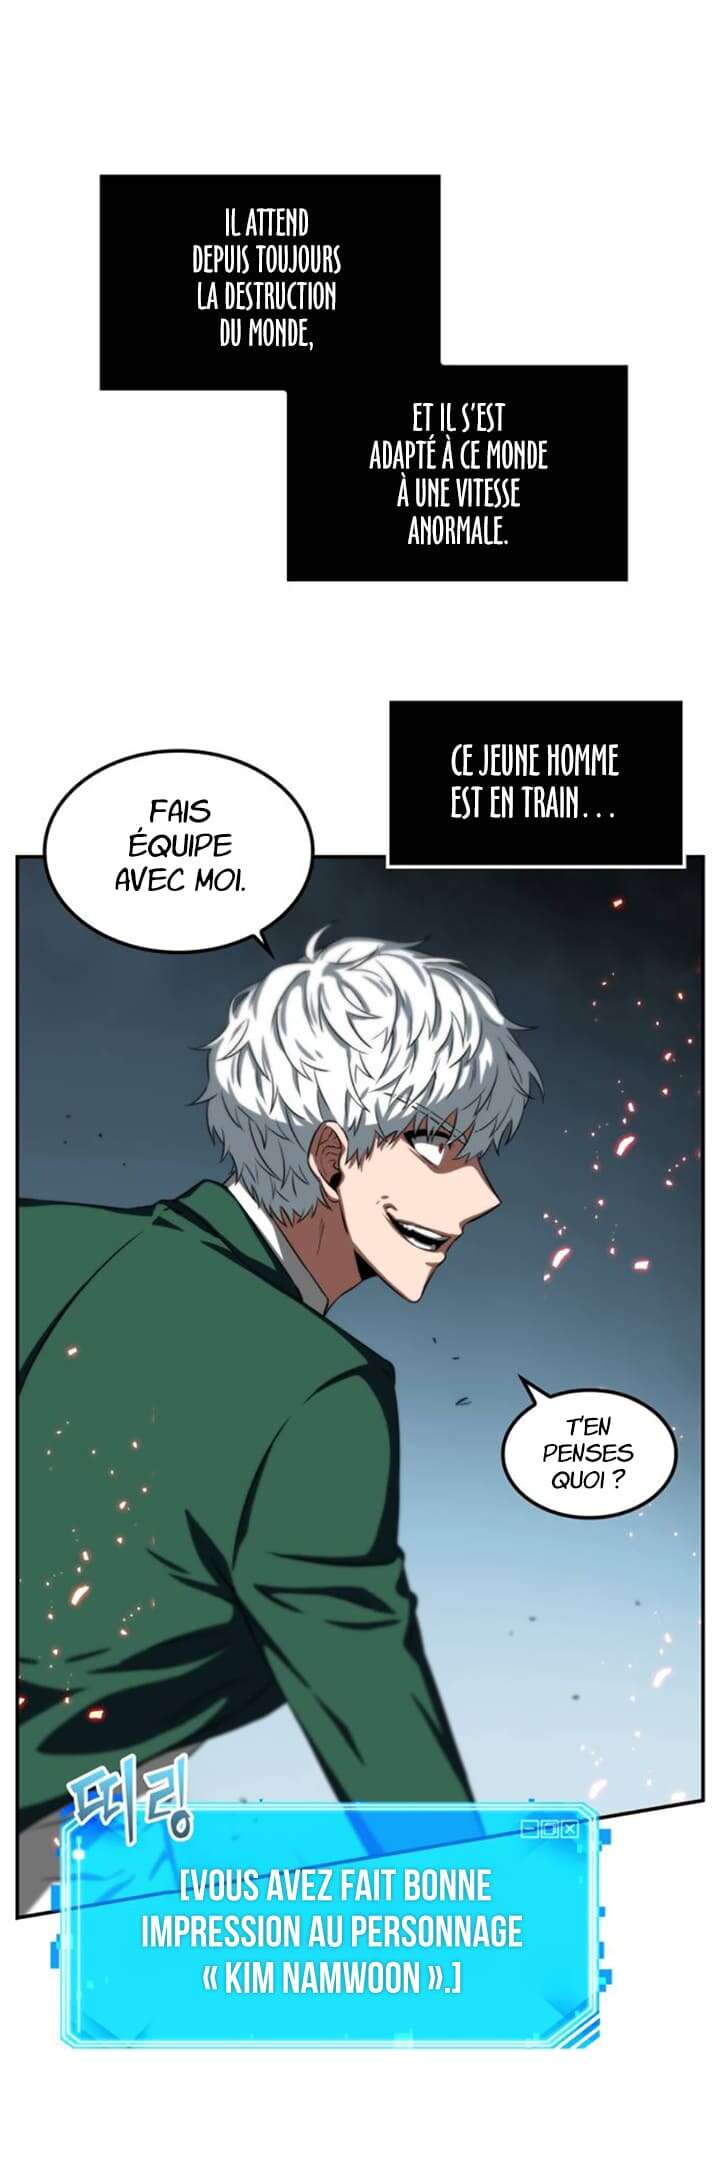 IL ATTEND
DEPUIS TOUJOURS
LA DESTRUCTION
DU MONDE,
ET IL S'EST
ADAPTÉ À CE MONDE
À UNE VITESSE
ANORMALE.
CE JEUNE HOMME
EST EN TRAIN...
FAIS
ÉQUIPE
AVEC MOI.
T'EN
PENSES
QUOI ?
띠링
[VOUS AVEZ FAIT BONNE
IMPRESSION AU PERSONNAGE
« KIM NAMWOON ».]